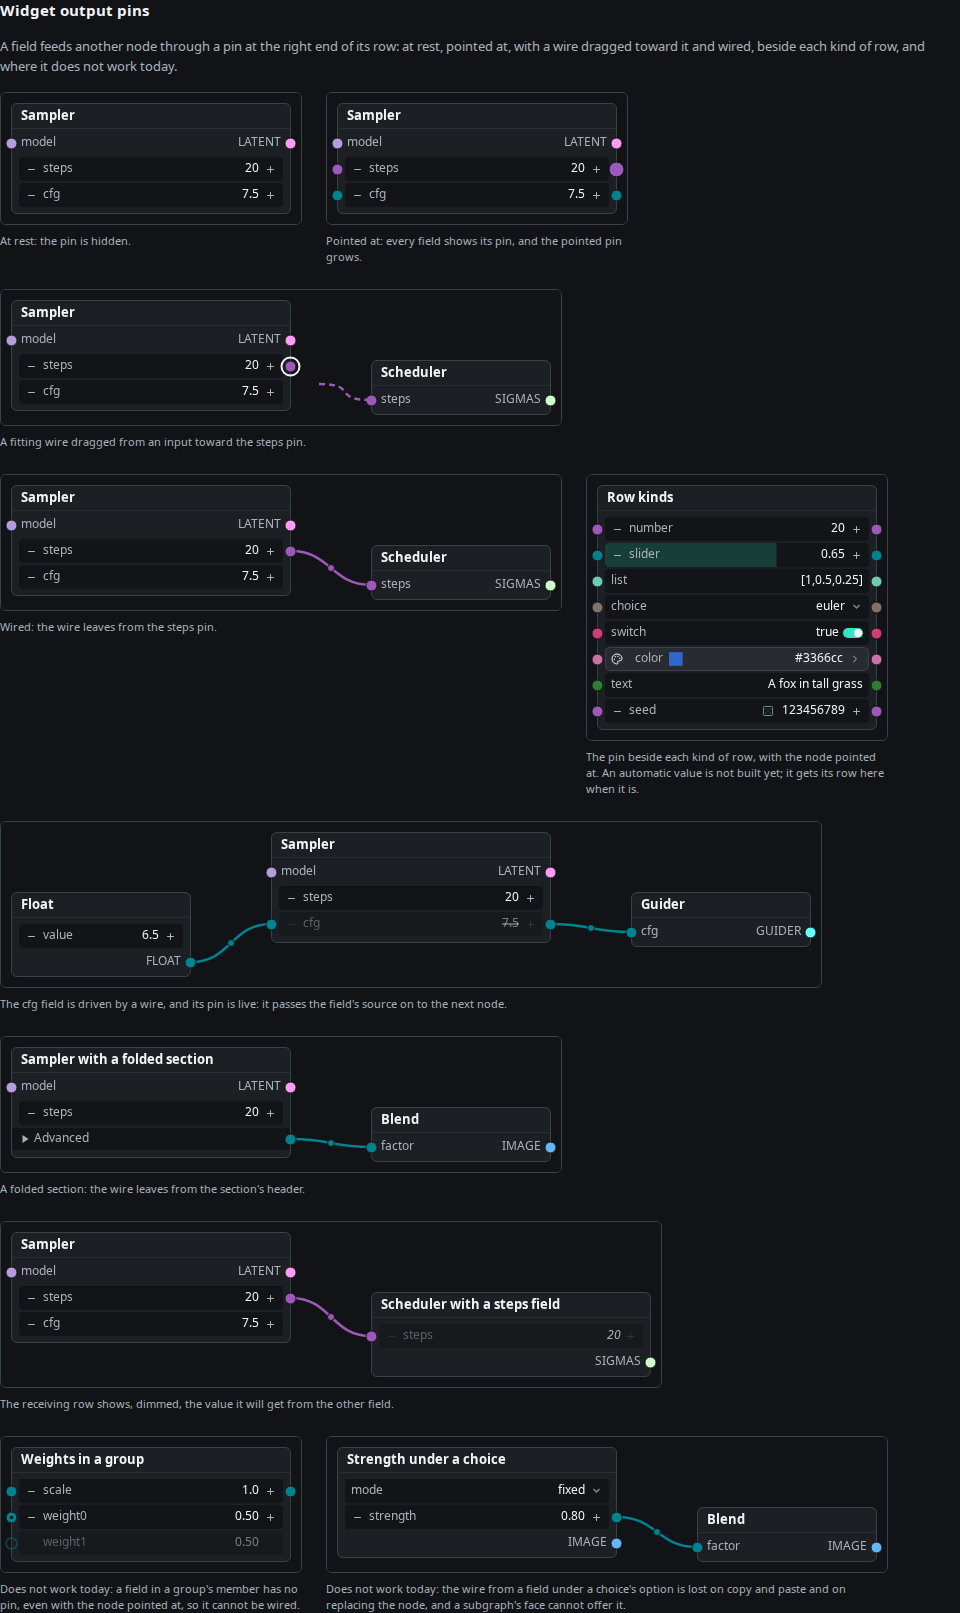 Widget output pins
A field feeds another node through a pin at the right end of its row: at rest, pointed at, with a wire dragged toward it and wired, beside each kind of row, and
where it does not work today.
Sampler
model LATENT
– steps 20 +
– cfg 7.5 +
At rest: the pin is hidden.
Sampler
model LATENT
– steps 20 +
– cfg 7.5 +
Pointed at: every field shows its pin, and the pointed pin
grows.
Sampler
model LATENT
– steps 20 +
– cfg 7.5 +
Scheduler
steps SIGMAS
A fitting wire dragged from an input toward the steps pin.
Sampler
model LATENT
– steps 20 +
– cfg 7.5 +
Scheduler
steps SIGMAS
Wired: the wire leaves from the steps pin.
Row kinds
– number 20 +
– slider 0.65 +
list [1,0.5,0.25]
choice euler
switch true
color #3366cc
text A fox in tall grass
– seed 123456789 +
The pin beside each kind of row, with the node pointed
at. An automatic value is not built yet; it gets its row here
when it is.
Float
– value 6.5 +
FLOAT
Sampler
model LATENT
– steps 20 +
– cfg 7.5 +
Guider
cfg GUIDER
The cfg field is driven by a wire, and its pin is live: it passes the field's source on to the next node.
Sampler with a folded section
model LATENT
– steps 20 +
Advanced
Blend
factor IMAGE
A folded section: the wire leaves from the section's header.
Sampler
model LATENT
– steps 20 +
– cfg 7.5 +
Scheduler with a steps field
– steps 20 +
SIGMAS
The receiving row shows, dimmed, the value it will get from the other field.
Weights in a group
– scale 1.0 +
– weight0 0.50 +
weight1 0.50
Does not work today: a field in a group's member has no
pin, even with the node pointed at, so it cannot be wired.
Strength under a choice
mode fixed
– strength 0.80 +
IMAGE
Blend
factor IMAGE
Does not work today: the wire from a field under a choice's option is lost on copy and paste and on
replacing the node, and a subgraph's face cannot offer it.